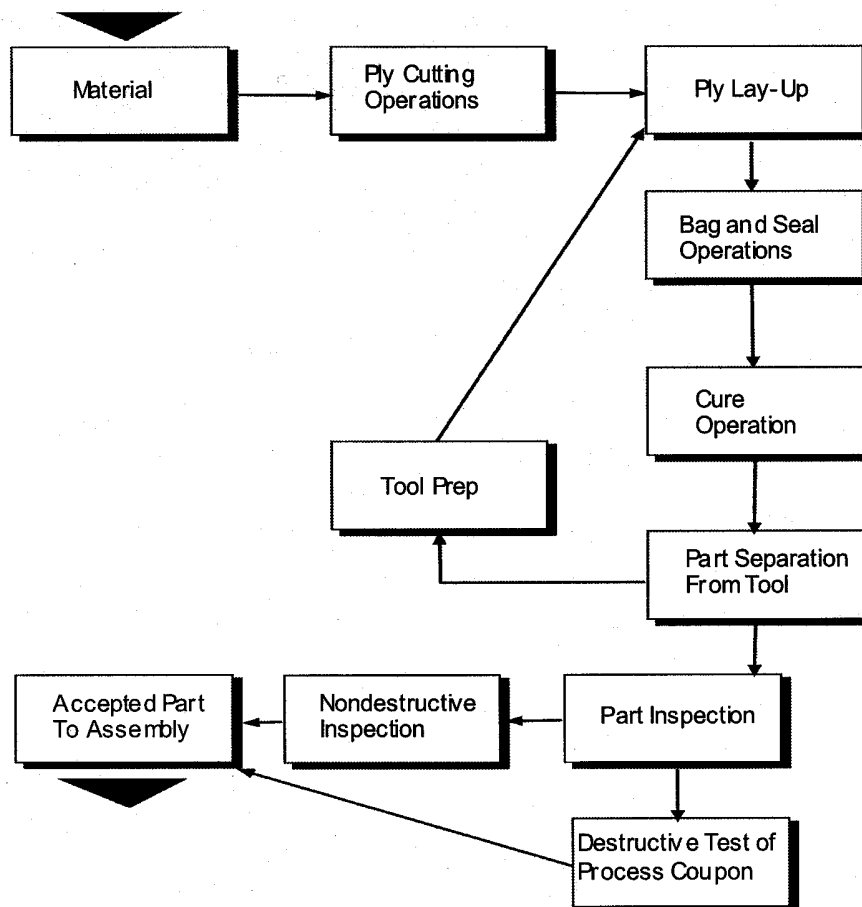 Material
Ply Cutting
Operations
Ply Lay-Up
Bag and Seal
Operations
Cure
Operation
Tool Prep
Part Separation
From Tool
Accepted Part
To Assembly
Nondestructive
Inspection
Part Inspection
Destructive Test of
Process Coupon